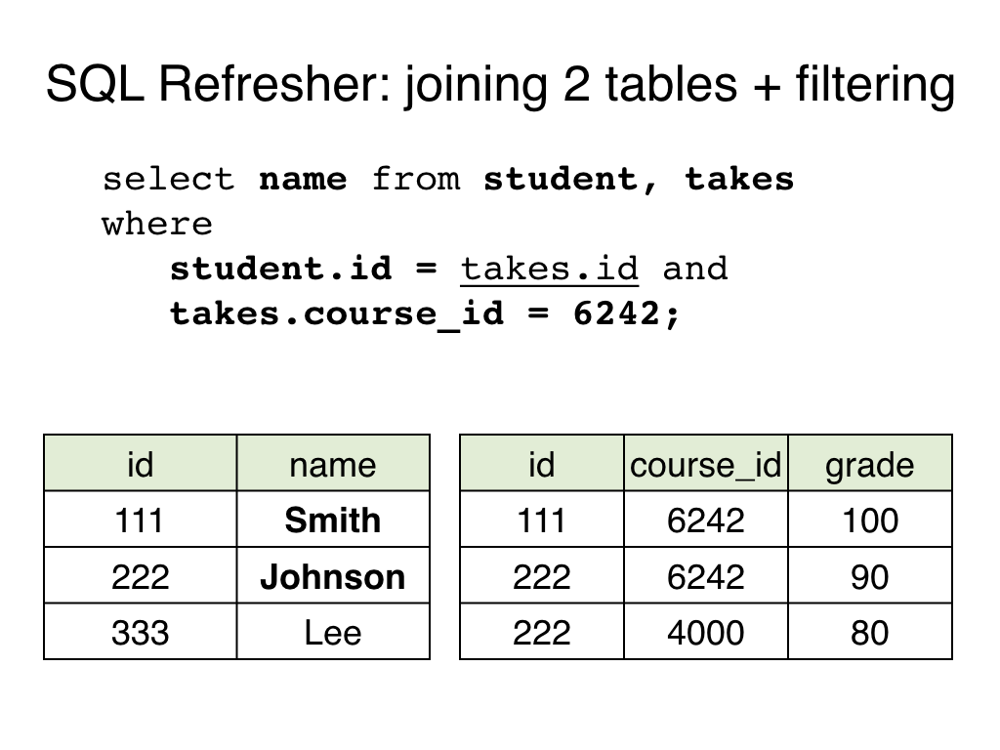 SQL Refresher: joining 2 tables + filtering
select name from student, takes
where
student.id = takes.id and
takes.course_id = 6242;
id name
111 Smith
222 Johnson
333 Lee
id course_id grade
111 6242 100
222 6242 90
222 4000 80